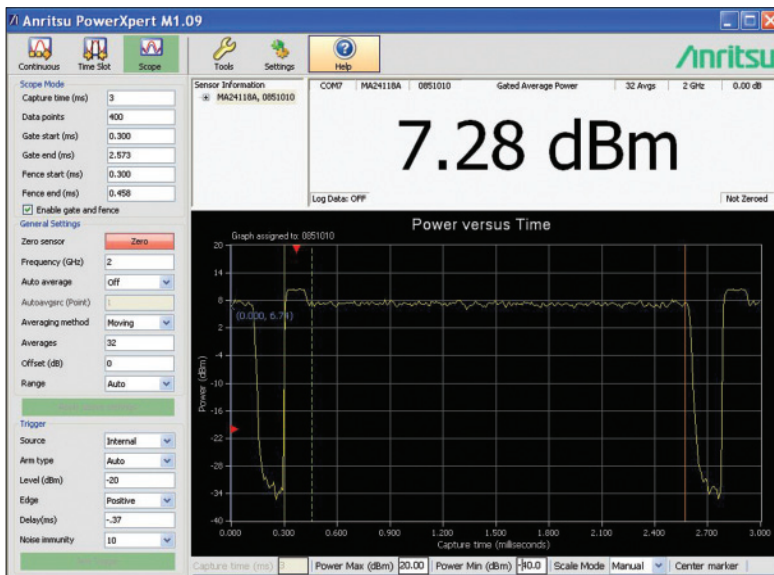 Anritsu PowerXpert M1.09
Continuous Time Slot Scope Tools Settings Help
Anritsu
Scope Mode
Capture time (ms) 3
Data points 400
Gate start (ms) 0.300
Gate end (ms) 2.573
Fence start (ms) 0.300
Fence end (ms) 0.458
Enable gate and fence
General Settings
Zero sensor Zero
Frequency (GHz) 2
Auto average Off
Autoavgsrc (Point) 1
Averaging method Moving
Averages 32
Offset (dB) 0
Range Auto
Trigger
Source Internal
Arm type Auto
Level (dBm) -20
Edge Positive
Delay(ms) -.37
Noise immunity 10
Sensor Information
MA24118A, 0851010
COM7 MA24118A 0851010 Gated Average Power 32 Avgs 2 GHz 0.00 dB
7.28 dBm
Log Data: OFF Not Zeroed
Power versus Time
Graph assigned to: 0851010
20
14
8
2
-4
-10
-16
-22
-28
-34
-40
(0.000, 6.74)
Power (dBm)
0.000 0.300 0.600 0.900 1.200 1.500 1.800 2.100 2.400 2.700 3.000
Capture time (milliseconds)
Capture time (ms) 3 Power Max (dBm) 20.00 Power Min (dBm) -40.0 Scale Mode Manual Center marker